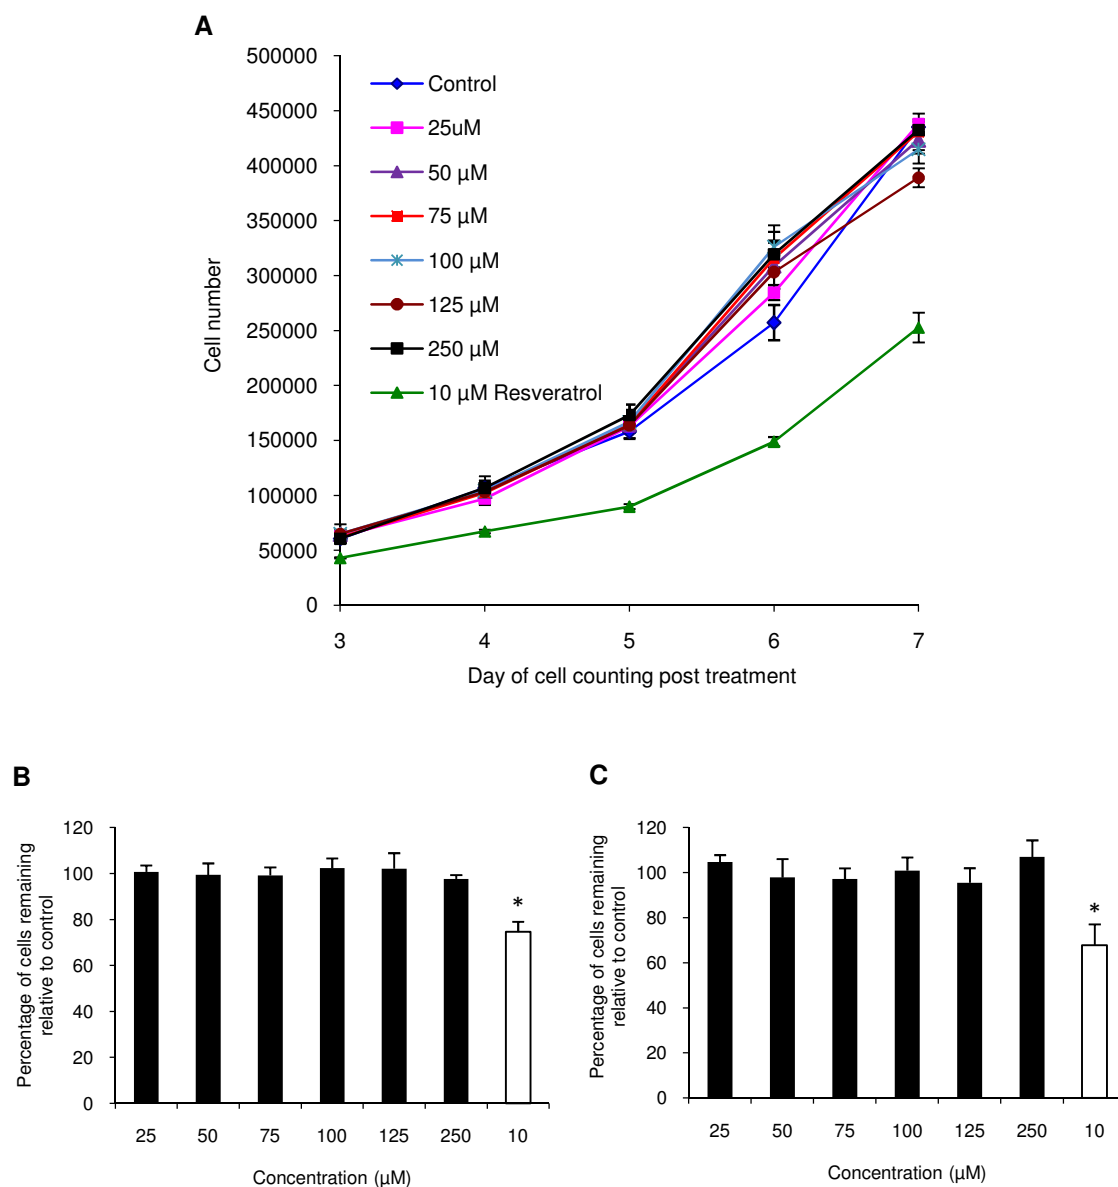 A
500000
450000
400000
350000
300000
250000
200000
150000
100000
50000
0
Cell number
Control
25uM
50 µM
75 µM
100 µM
125 µM
250 µM
10 µM Resveratrol
3 4 5 6 7
Day of cell counting post treatment
B
120
100
80
60
40
20
0
Percentage of cells remaining
relative to control
*
25 50 75 100 125 250 10
Concentration (µM)
C
120
100
80
60
40
20
0
Percentage of cells remaining
relative to control
*
25 50 75 100 125 250 10
Concentration (µM)